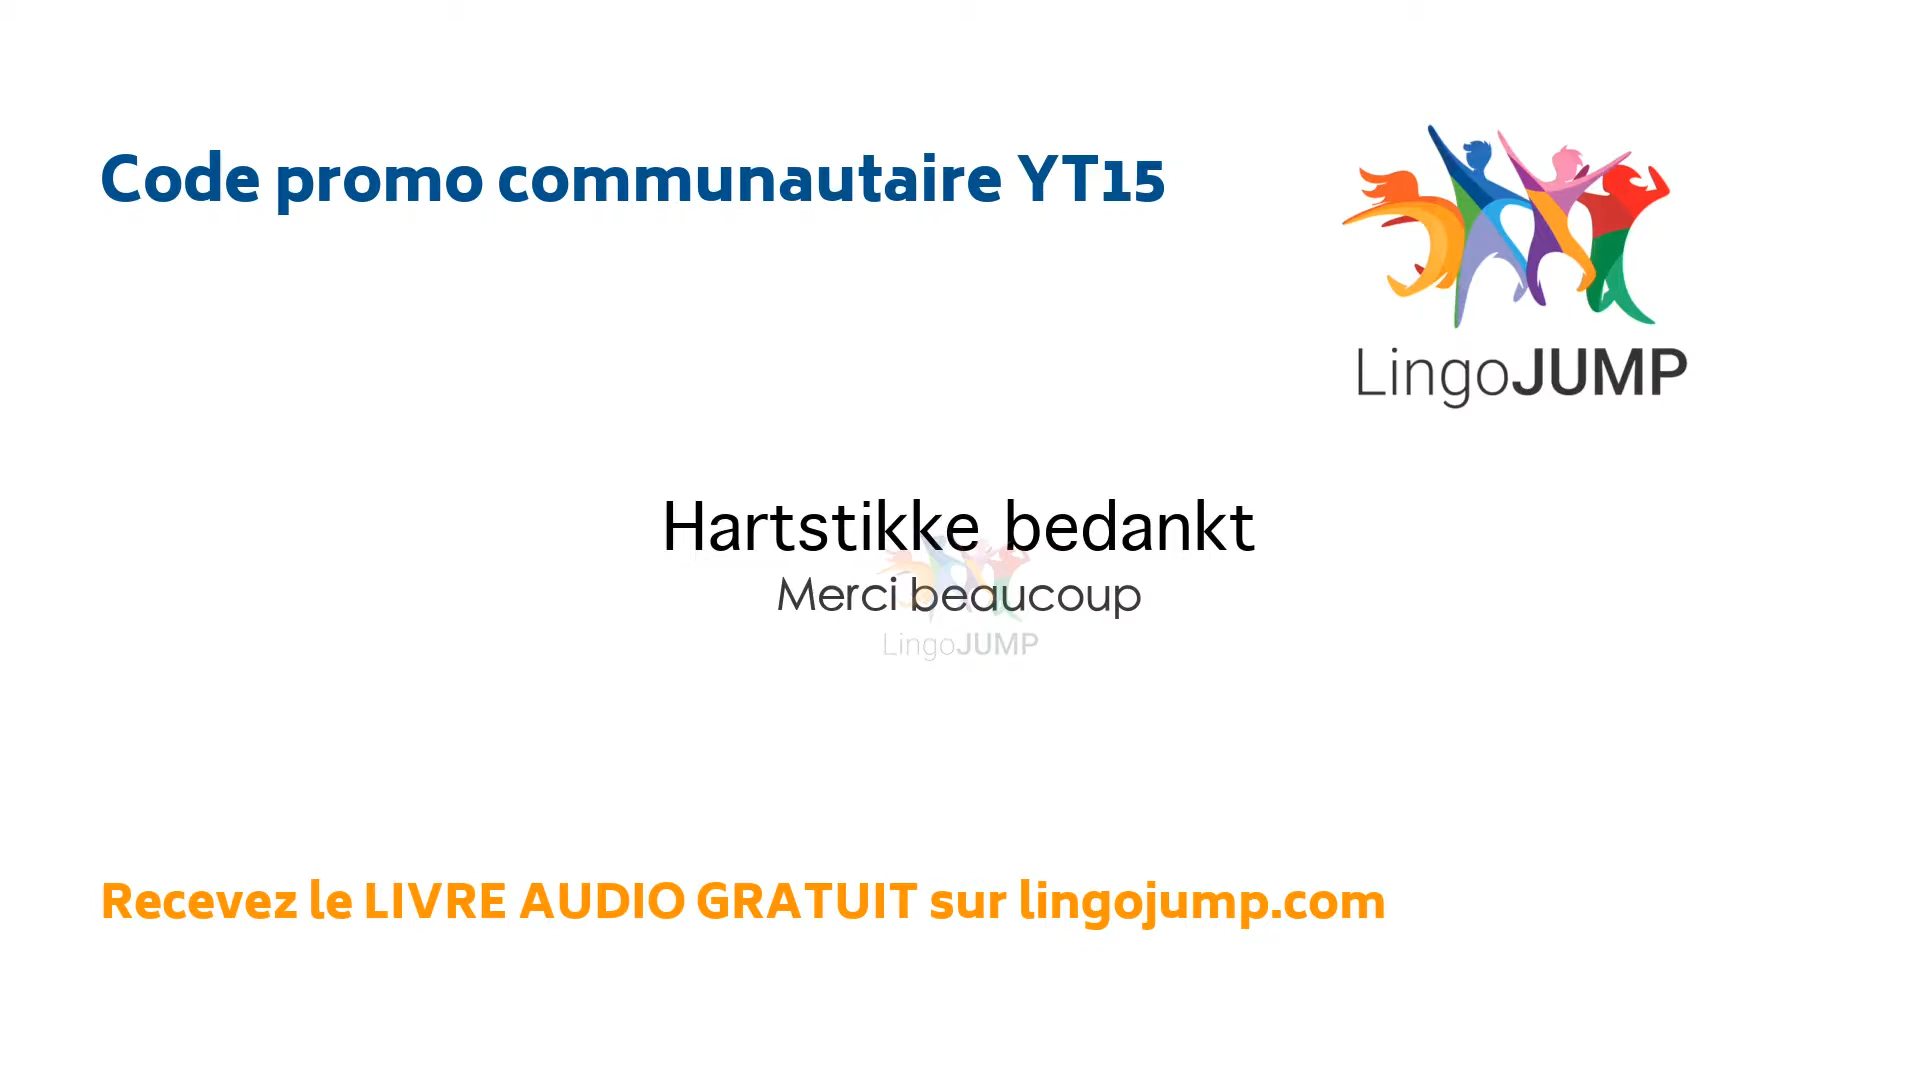 Code promo communautaire YT15
LingoJUMP
Hartstikke bedankt
Merci beaucoup
LingoJUMP
Recevez le LIVRE AUDIO GRATUIT sur lingojump.com